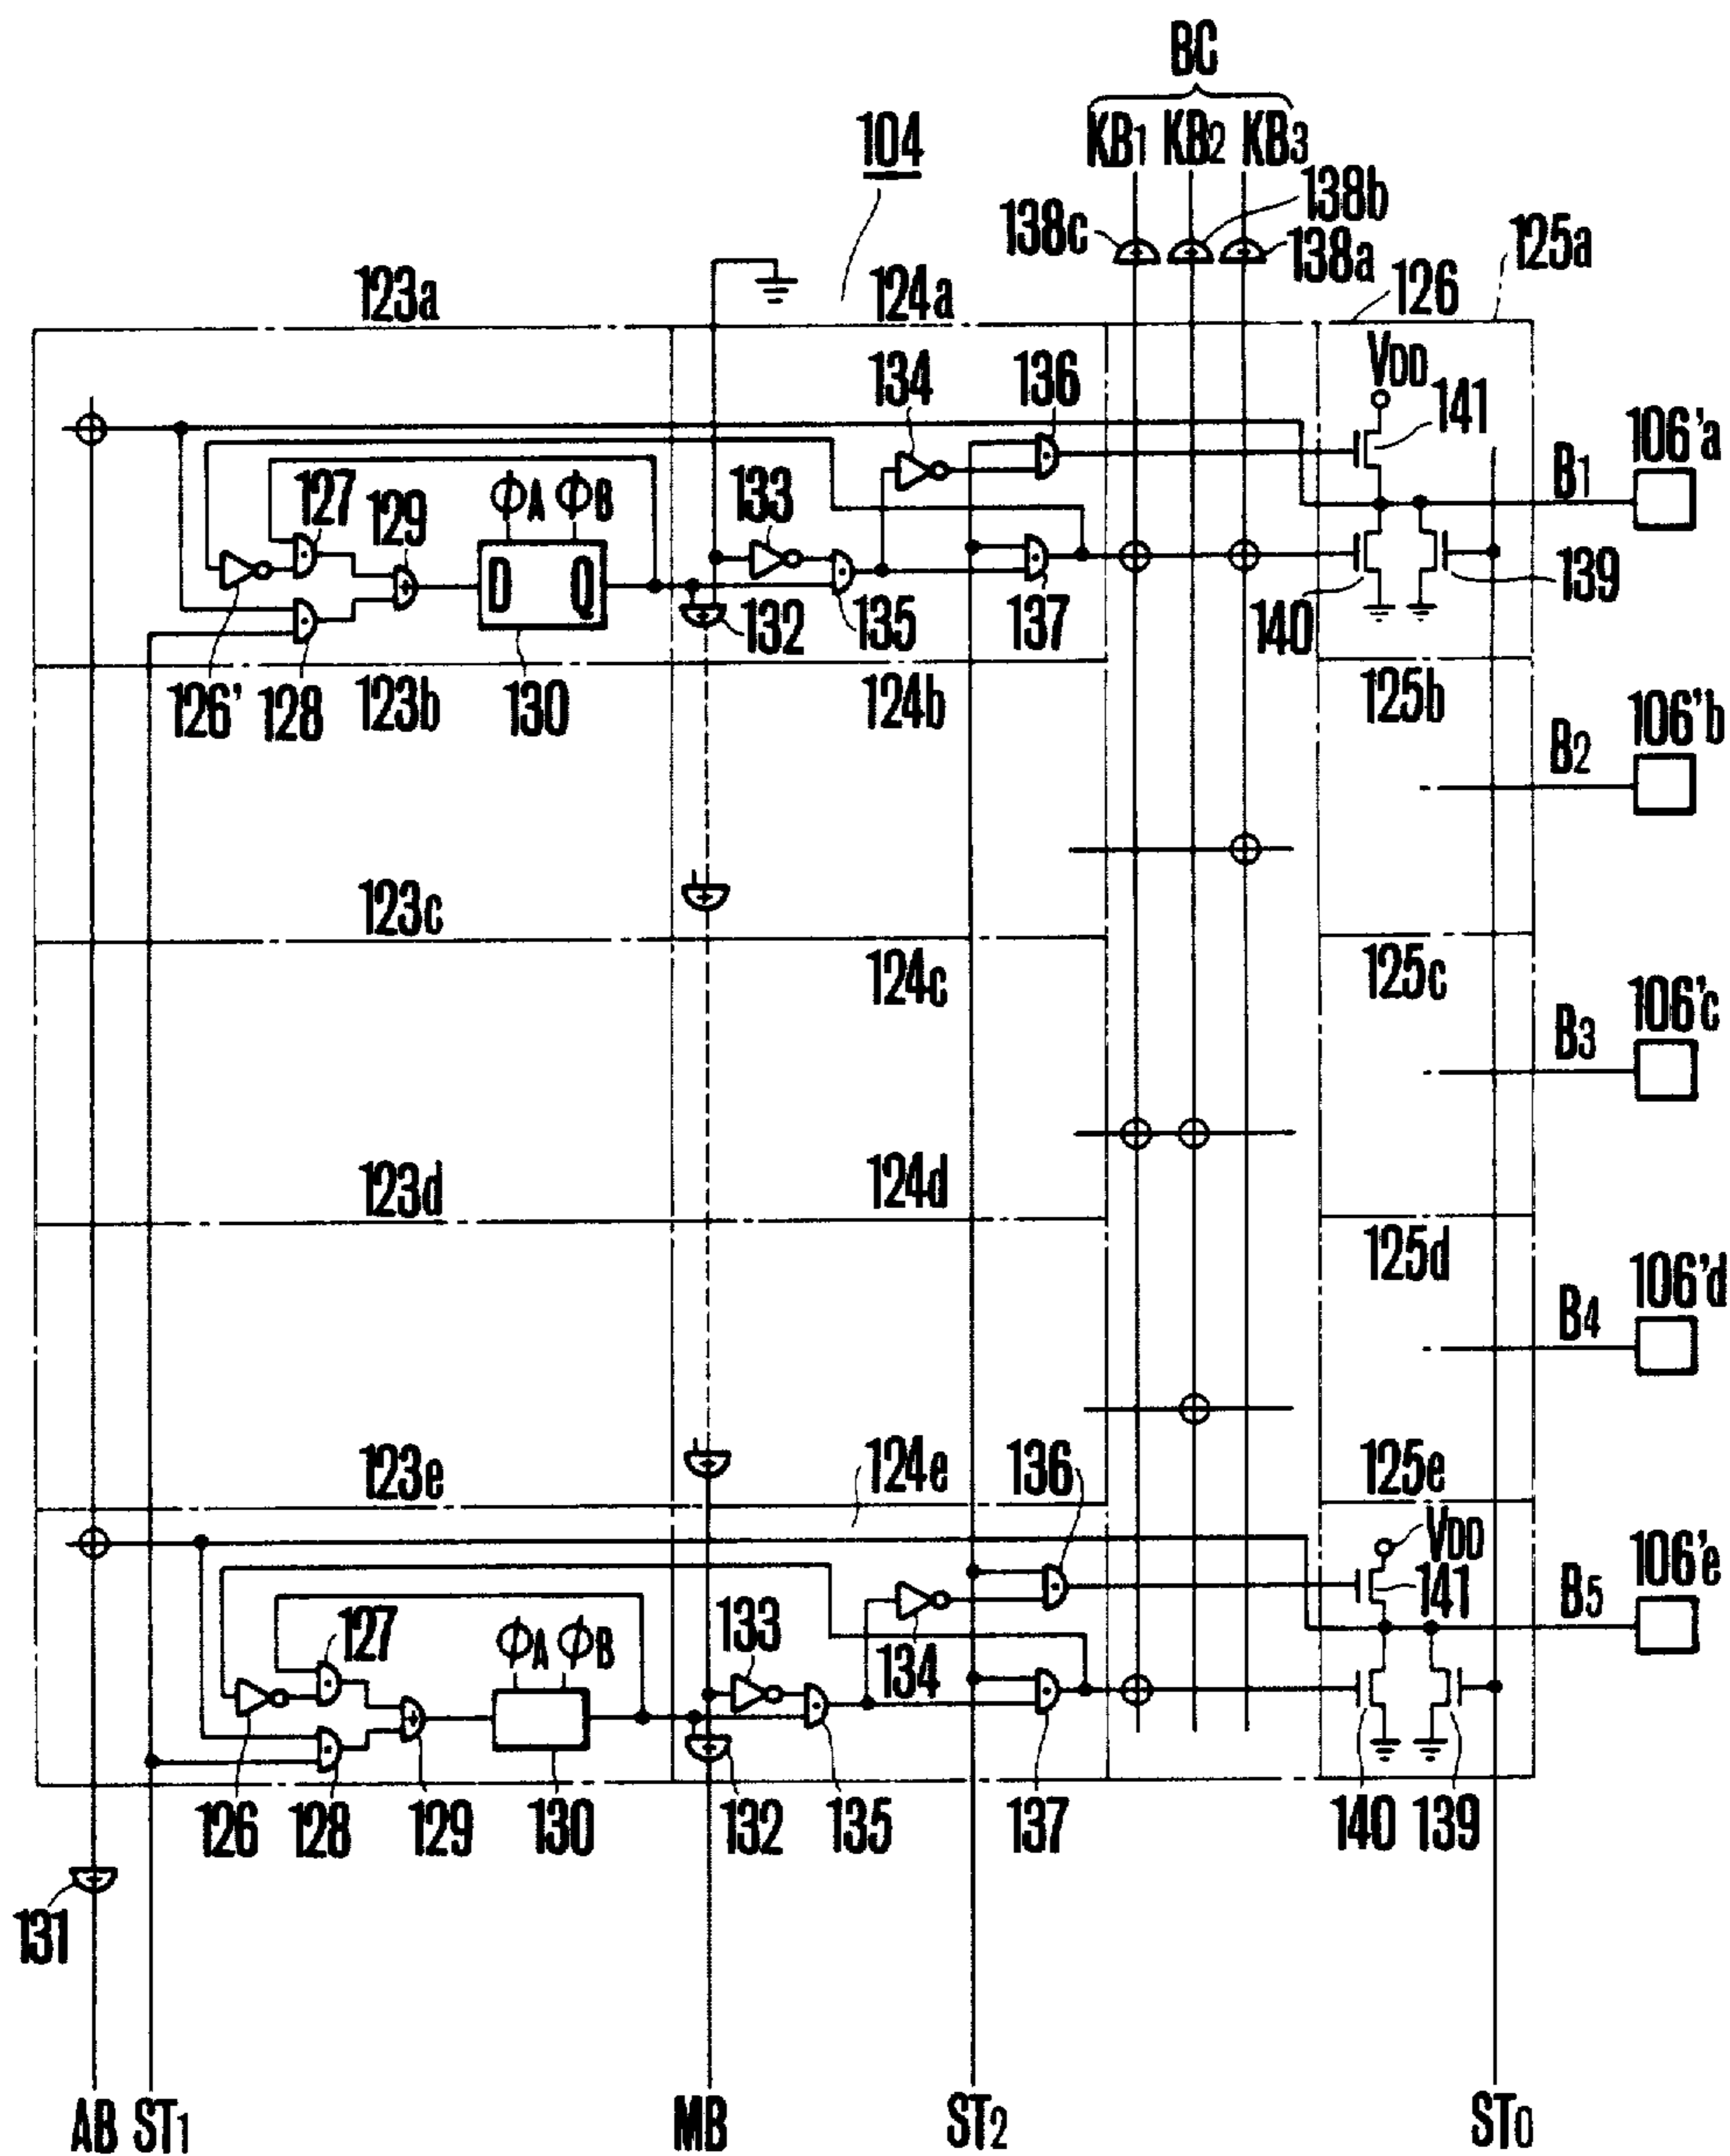 BC
104
KB1 KB2 KB3
138c 138b
138a 125a
123a 124a 126
134 136 VDD
141 106'a
B1
127 129 ΦA ΦB 133
D Q
139
132 135 137 140
126' 128 123b 130 124b 125b 106'b
B2
123c
124c 125c 106'c
B3
123d 124d
125d 106'd
B4
123e 124e 136 125e
VDD
141 B5 106'e
127 ΦA ΦB 133
134
126 128 129 130 132 135 137 140 139
131
AB ST1 MB ST2 ST0